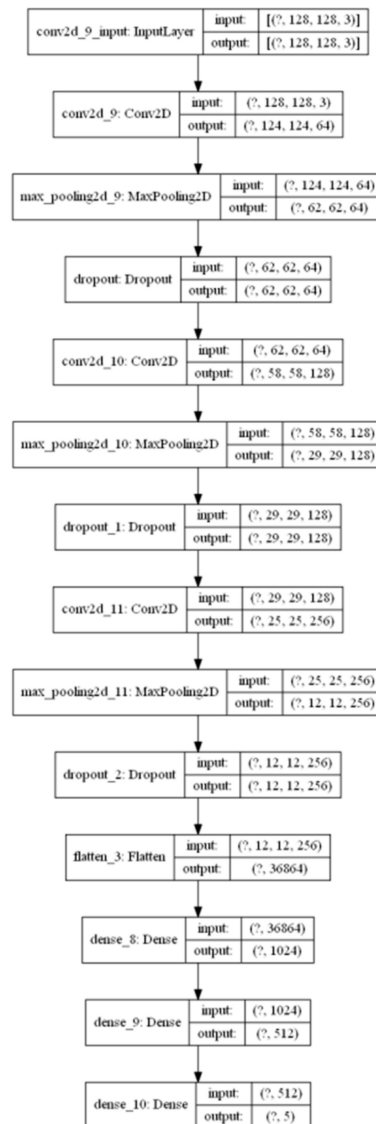 conv2d_9_input: InputLayer
input: [(?, 128, 128, 3)]
output: [(?, 128, 128, 3)]
conv2d_9: Conv2D
input: (?, 128, 128, 3)
output: (?, 124, 124, 64)
max_pooling2d_9: MaxPooling2D
input: (?, 124, 124, 64)
output: (?, 62, 62, 64)
dropout: Dropout
input: (?, 62, 62, 64)
output: (?, 62, 62, 64)
conv2d_10: Conv2D
input: (?, 62, 62, 64)
output: (?, 58, 58, 128)
max_pooling2d_10: MaxPooling2D
input: (?, 58, 58, 128)
output: (?, 29, 29, 128)
dropout_1: Dropout
input: (?, 29, 29, 128)
output: (?, 29, 29, 128)
conv2d_11: Conv2D
input: (?, 29, 29, 128)
output: (?, 25, 25, 256)
max_pooling2d_11: MaxPooling2D
input: (?, 25, 25, 256)
output: (?, 12, 12, 256)
dropout_2: Dropout
input: (?, 12, 12, 256)
output: (?, 12, 12, 256)
flatten_3: Flatten
input: (?, 12, 12, 256)
output: (?, 36864)
dense_8: Dense
input: (?, 36864)
output: (?, 1024)
dense_9: Dense
input: (?, 1024)
output: (?, 512)
dense_10: Dense
input: (?, 512)
output: (?, 5)